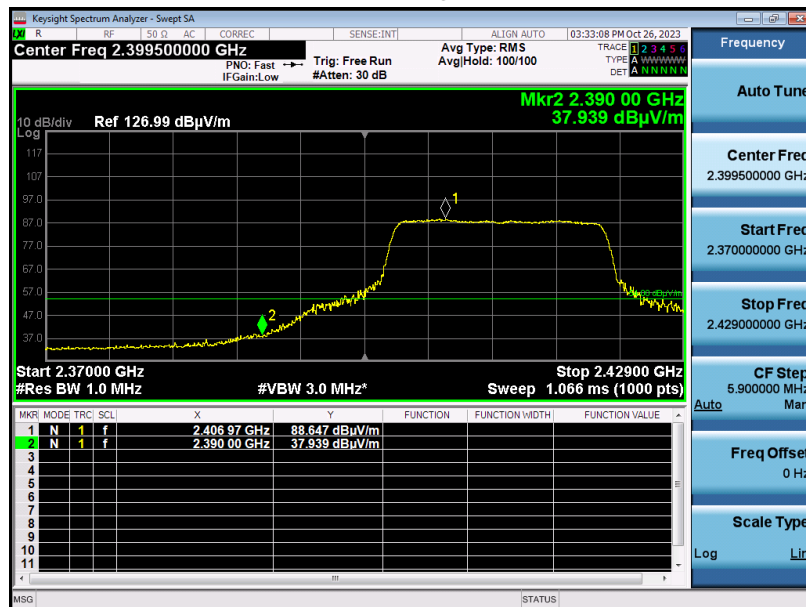 Keysight Spectrum Analyzer - Swept SA
LXI R RF 50 Ω AC CORREC SENSE:INT ALIGN AUTO 03:33:08 PM Oct 26, 2023
Center Freq 2.399500000 GHz
PNO: Fast
IFGain:Low
Trig: Free Run
#Atten: 30 dB
Avg Type: RMS
Avg|Hold: 100/100
TRACE 1 2 3 4 5 6
TYPE A WWWWW
DET A N N N N N
Mkr2 2.390 00 GHz
37.939 dBµV/m
10 dB/div Ref 126.99 dBµV/m
Log
117
107
97.0
87.0
77.0
67.0
57.0
47.0
37.0
1
2
dBµV/m
Start 2.37000 GHz Stop 2.42900 GHz
#Res BW 1.0 MHz #VBW 3.0 MHz* Sweep 1.066 ms (1000 pts)
MKR MODE TRC SCL X Y FUNCTION FUNCTION WIDTH FUNCTION VALUE
1 N 1 f 2.406 97 GHz 88.647 dBµV/m
2 N 1 f 2.390 00 GHz 37.939 dBµV/m
3
4
5
6
7
8
9
10
11
MSG STATUS
Frequency
Auto Tune
Center Freq
2.399500000 GHz
Start Freq
2.370000000 GHz
Stop Freq
2.429000000 GHz
CF Step
5.900000 MHz
Auto Man
Freq Offset
0 Hz
Scale Type
Log Lin